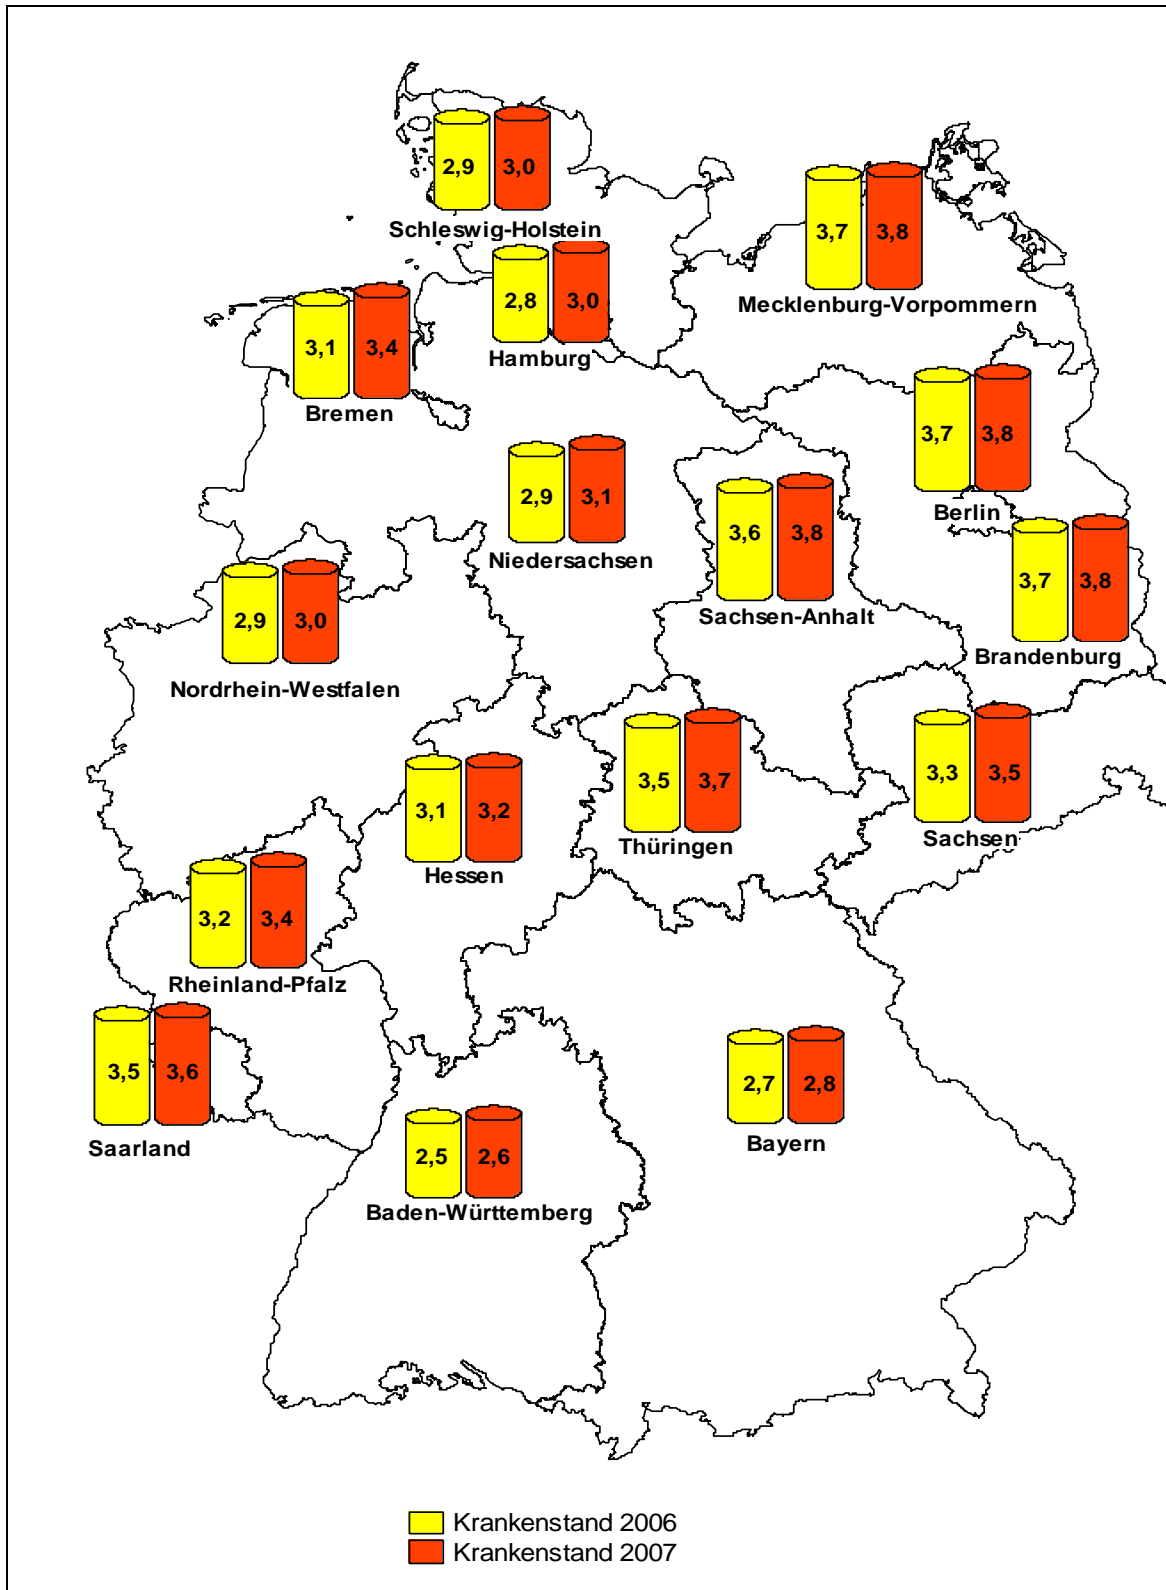 2,9 3,0
Schleswig-Holstein
3,7 3,8
Mecklenburg-Vorpommern
2,8 3,0
Hamburg
3,1 3,4
Bremen
3,7 3,8
Berlin
2,9 3,1
Niedersachsen
3,6 3,8
Sachsen-Anhalt
3,7 3,8
Brandenburg
2,9 3,0
Nordrhein-Westfalen
3,5 3,7
Thüringen
3,3 3,5
Sachsen
3,1 3,2
Hessen
3,2 3,4
Rheinland-Pfalz
3,5 3,6
Saarland
2,7 2,8
Bayern
2,5 2,6
Baden-Württemberg
Krankenstand 2006
Krankenstand 2007